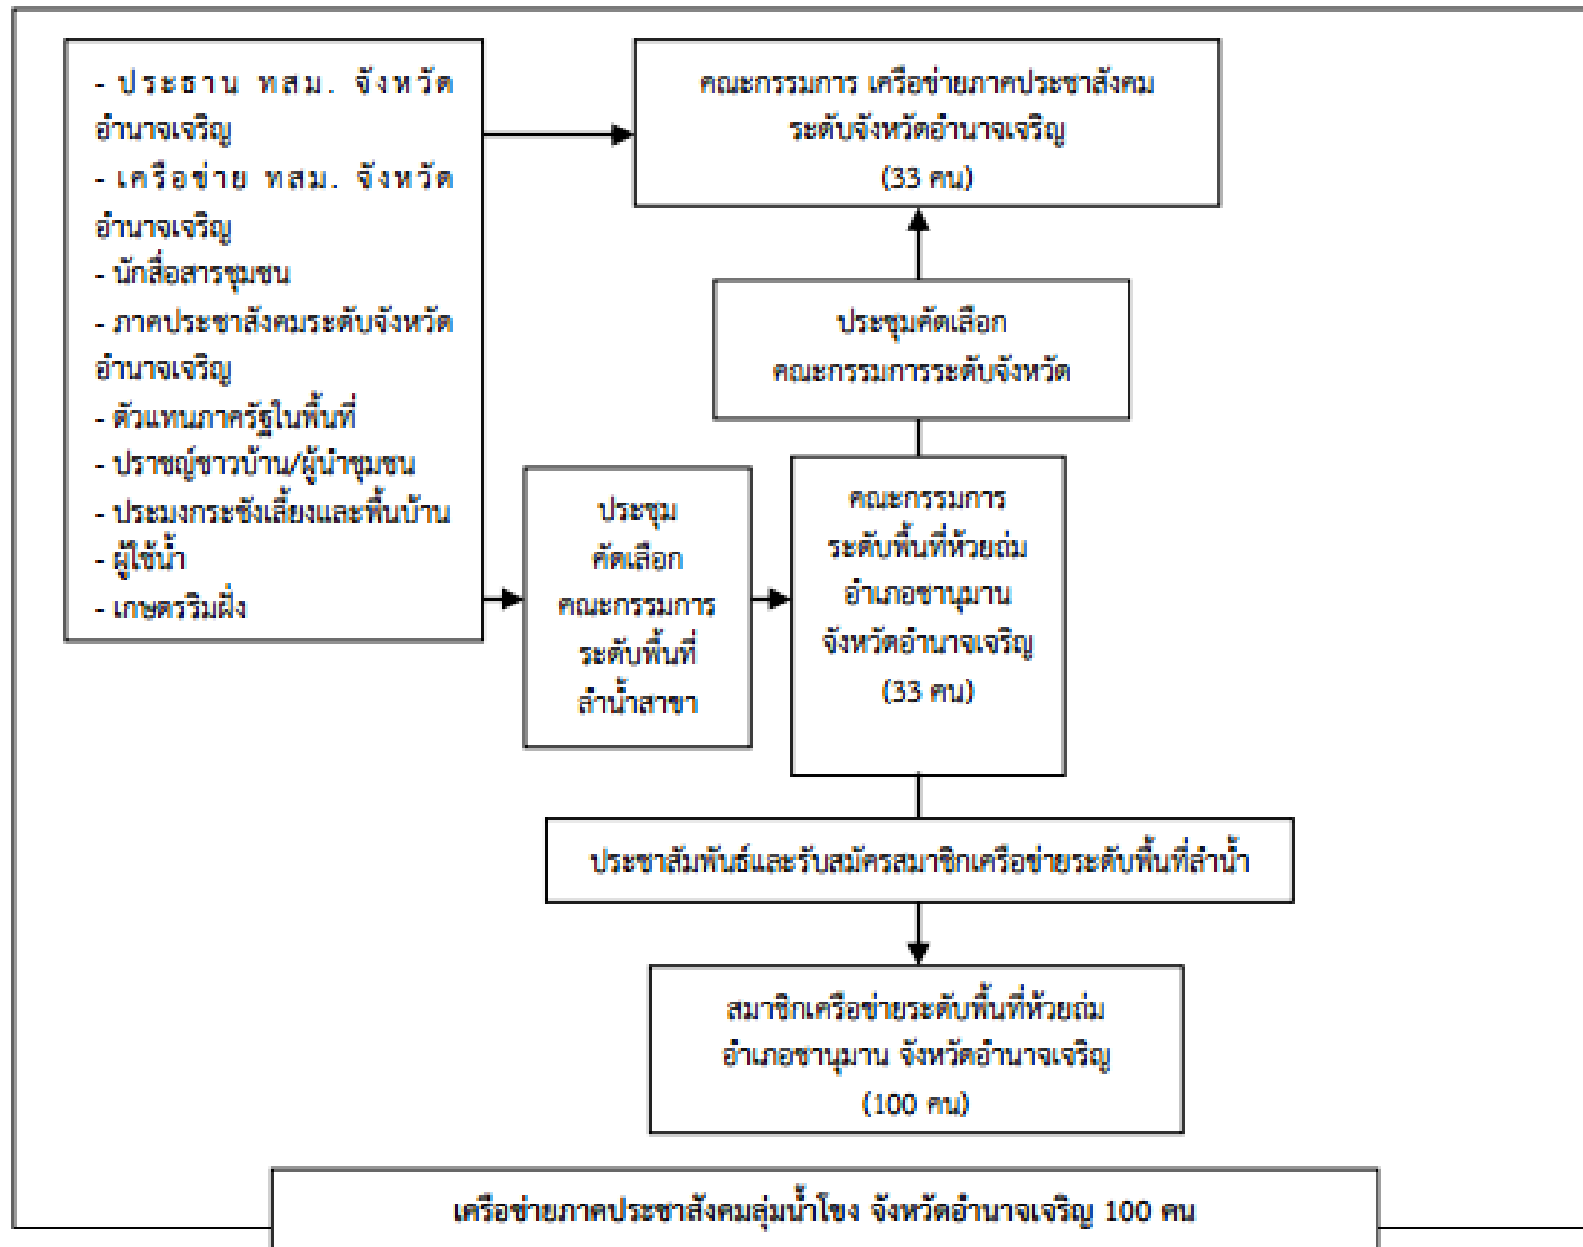 - ประธาน ทสม. จังหวัด
อำนาจเจริญ
- เครือข่าย ทสม. จังหวัด
อำนาจเจริญ
- นักสื่อสารชุมชน
- ภาคประชาสังคมระดับจังหวัด
อำนาจเจริญ
- ตัวแทนภาครัฐในพื้นที่
- ปราชญ์ชาวบ้าน/ผู้นำชุมชน
- ประมงกระชังเลี้ยงและพื้นบ้าน
- ผู้ใช้น้ำ
- เกษตรริมฝั่ง
คณะกรรมการ เครือข่ายภาคประชาสังคม
ระดับจังหวัดอำนาจเจริญ
(33 คน)
ประชุมคัดเลือก
คณะกรรมการระดับจังหวัด
ประชุม
คัดเลือก
คณะกรรมการ
ระดับพื้นที่
ลำน้ำสาขา
คณะกรรมการ
ระดับพื้นที่ห้วยถ่ม
อำเภอชานุมาน
จังหวัดอำนาจเจริญ
(33 คน)
ประชาสัมพันธ์และรับสมัครสมาชิกเครือข่ายระดับพื้นที่ลำน้ำ
สมาชิกเครือข่ายระดับพื้นที่ห้วยถ่ม
อำเภอชานุมาน จังหวัดอำนาจเจริญ
(100 คน)
เครือข่ายภาคประชาสังคมลุ่มน้ำโขง จังหวัดอำนาจเจริญ 100 คน